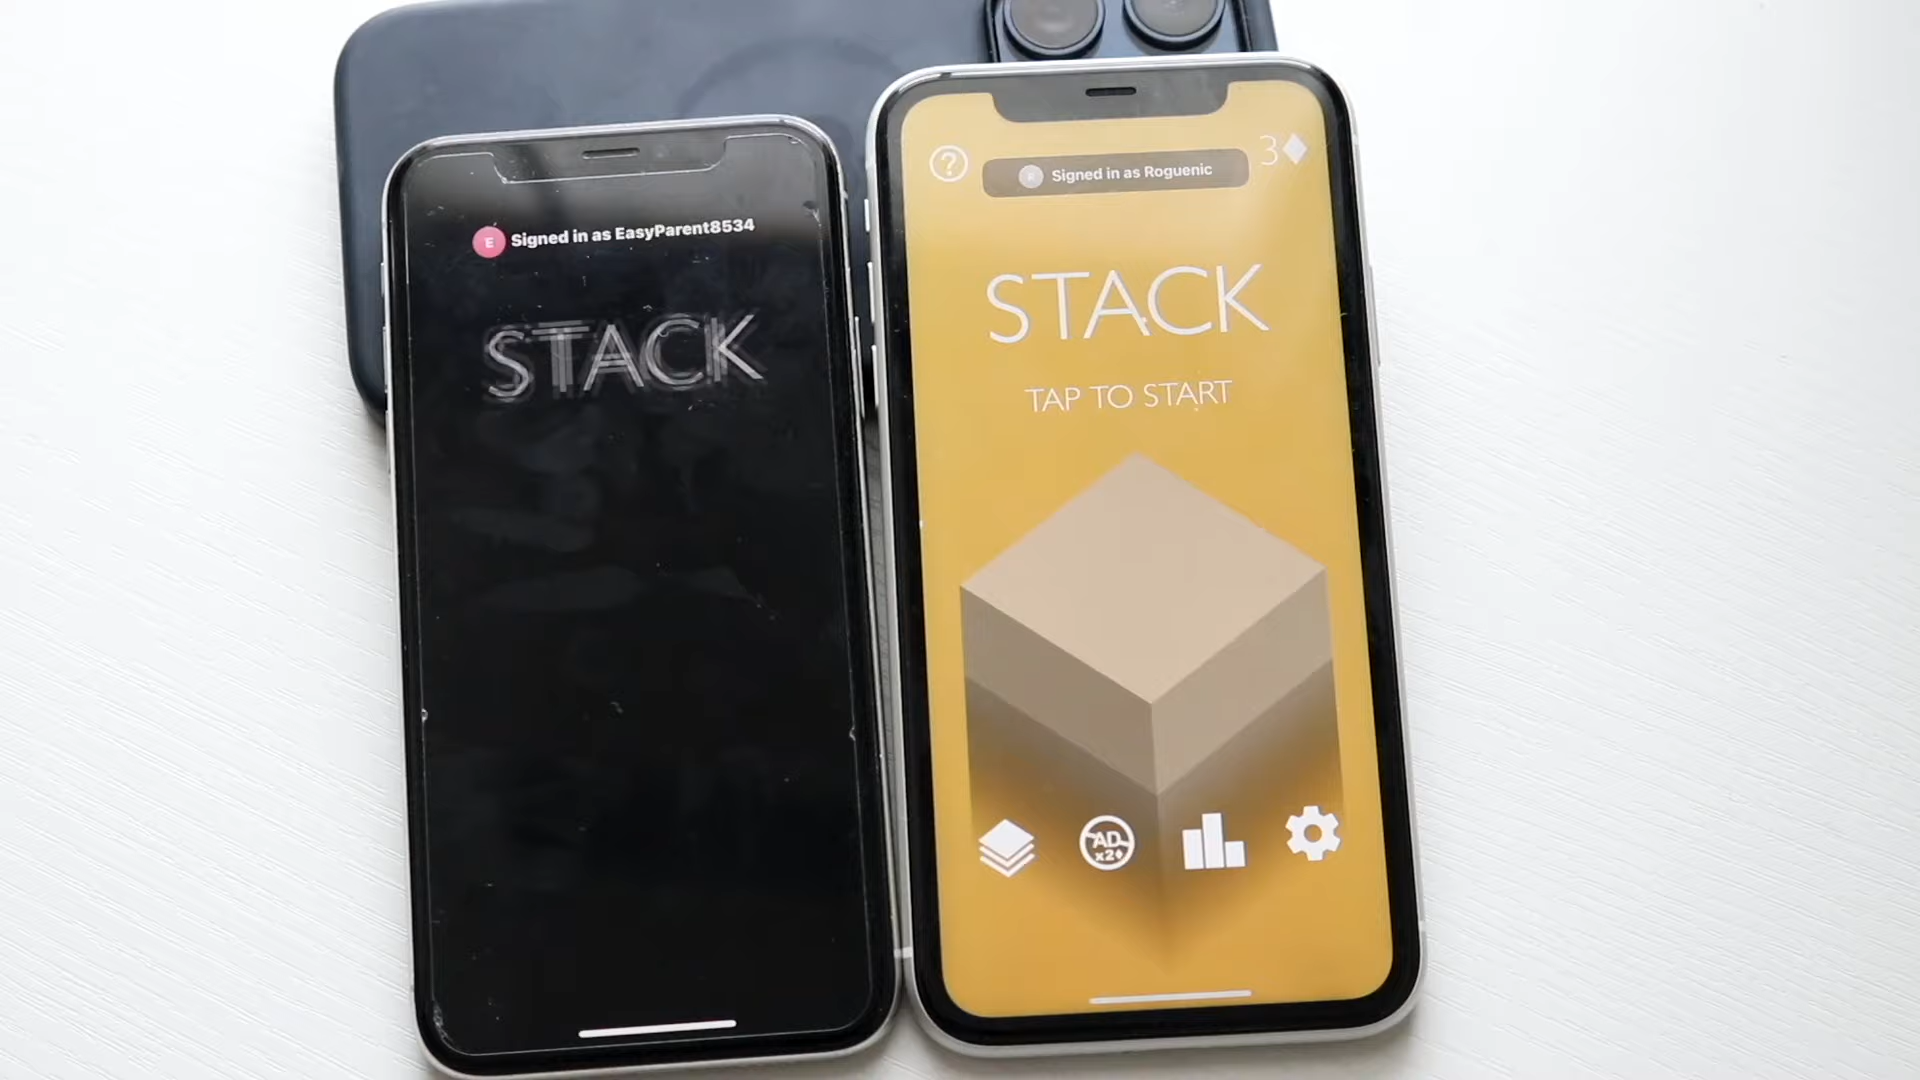 E Signed in as EasyParent8534
STACK
?
3
Signed in as Roguenic
STACK
TAP TO START
AD
x2